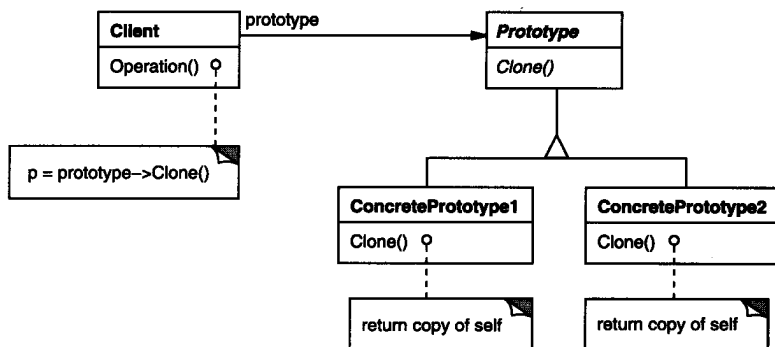 Client
prototype
Prototype
Operation()
Clone()
p = prototype–>Clone()
ConcretePrototype1
ConcretePrototype2
Clone()
Clone()
return copy of self
return copy of self